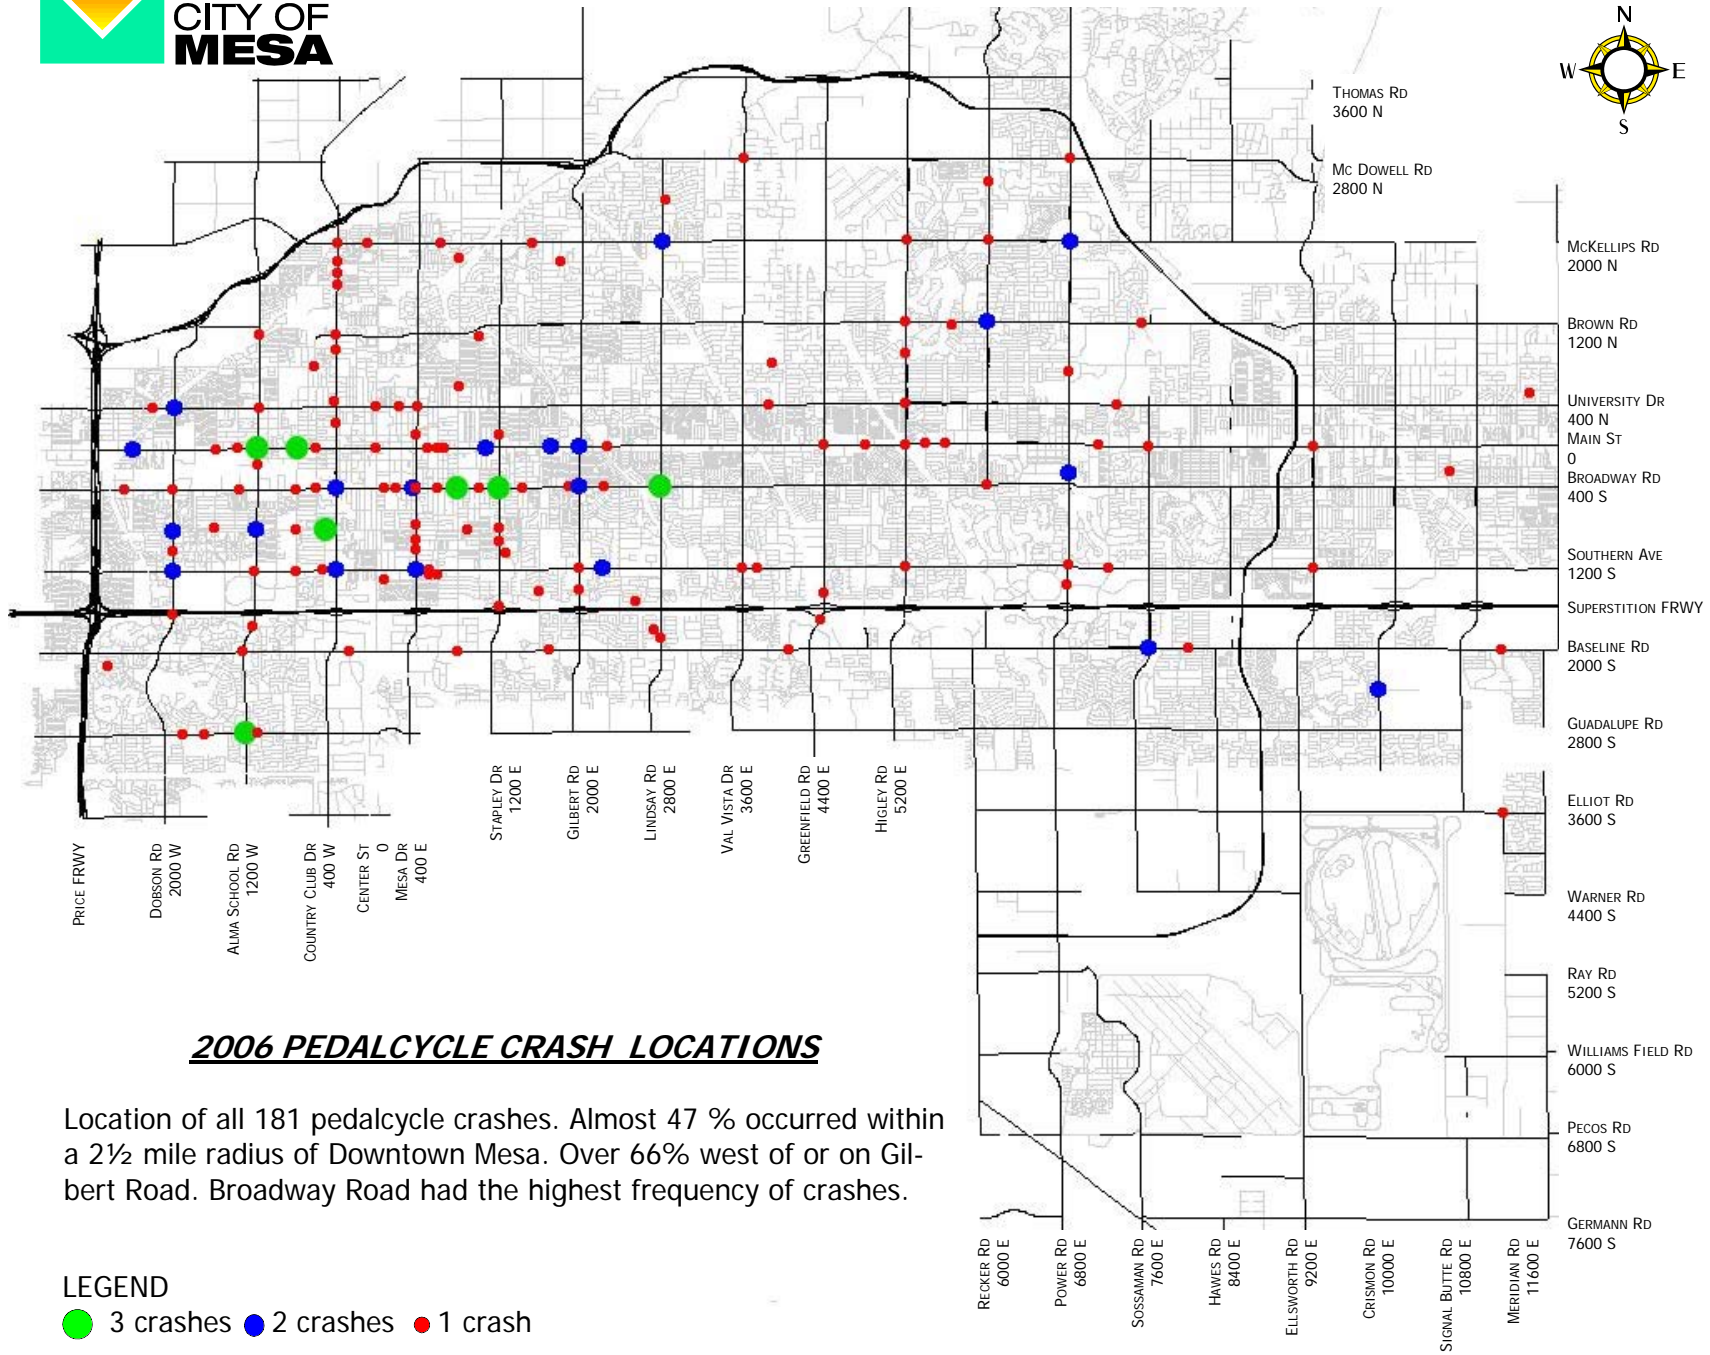 CITY OF
MESA
N
W E
S
THOMAS RD
3600 N
MC DOWELL RD
2800 N
MCKELLIPS RD
2000 N
BROWN RD
1200 N
UNIVERSITY DR
400 N
MAIN ST
0
BROADWAY RD
400 S
SOUTHERN AVE
1200 S
SUPERSTITION FRWY
BASELINE RD
2000 S
GUADALUPE RD
2800 S
ELLIOT RD
3600 S
WARNER RD
4400 S
RAY RD
5200 S
WILLIAMS FIELD RD
6000 S
PECOS RD
6800 S
GERMANN RD
7600 S
PRICE FRWY
DOBSON RD
2000 W
ALMA SCHOOL RD
1200 W
COUNTRY CLUB DR
400 W
CENTER ST
0
MESA DR
400 E
STAPLEY DR
1200 E
GILBERT RD
2000 E
LINDSAY RD
2800 E
VAL VISTA DR
3600 E
GREENFIELD RD
4400 E
HIGLEY RD
5200 E
RECKER RD
6000 E
POWER RD
6800 E
SOSSAMAN RD
7600 E
HAWES RD
8400 E
ELLSWORTH RD
9200 E
CRISMON RD
10000 E
SIGNAL BUTTE RD
10800 E
MERIDIAN RD
11600 E
2006 PEDALCYCLE CRASH LOCATIONS
Location of all 181 pedalcycle crashes. Almost 47 % occurred within
a 2½ mile radius of Downtown Mesa. Over 66% west of or on Gil-
bert Road. Broadway Road had the highest frequency of crashes.
LEGEND
3 crashes 2 crashes 1 crash